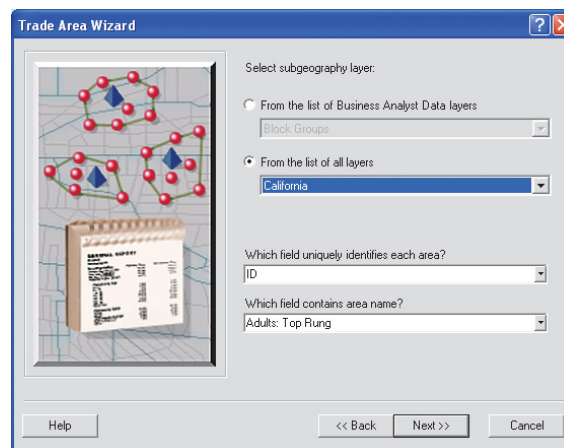 Trade Area Wizard
Select subgeography layer:
From the list of Business Analyst Data layers
Block Groups
From the list of all layers
California
Which field uniquely identifies each area?
ID
Which field contains area name?
Adults: Top Rung
Help
<< Back
Next >>
Cancel